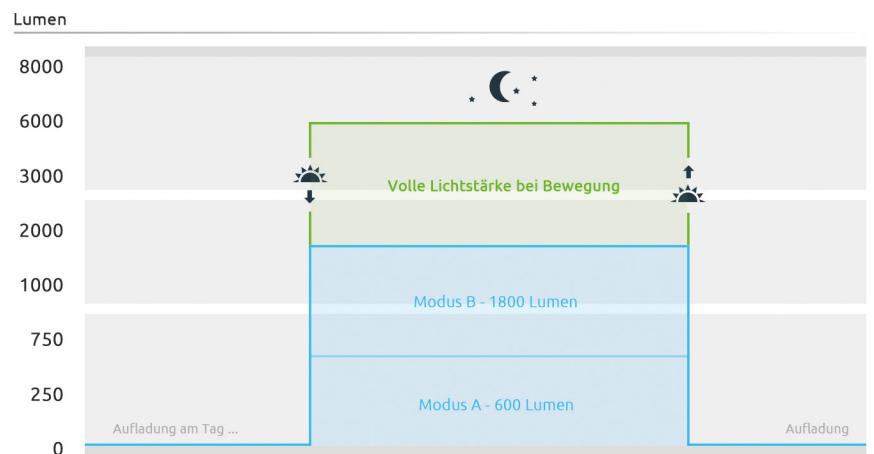 Lumen
8000
6000
3000
Volle Lichtstärke bei Bewegung
2000
1000
Modus B - 1800 Lumen
750
250
Modus A - 600 Lumen
Aufladung am Tag ...
Aufladung
0